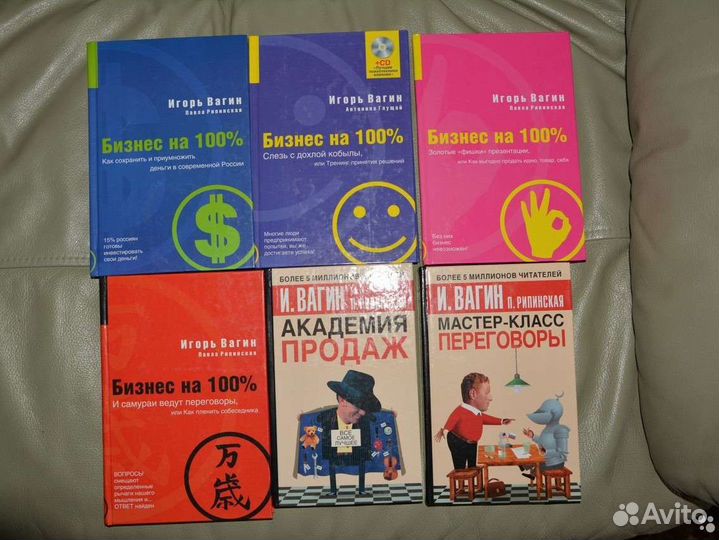 Игорь Вагин
Павла Рипинская
Бизнес на 100%
Как сохранить и приумножить
деньги в современной России
15% россиян
готовы
инвестировать
свои деньги!
+CD
Игорь Вагин
Антонина Глущай
Бизнес на 100%
Слезь с дохлой кобылы,
или Тренинг принятия решений
Многие люди
предпринимают
попытки, вы же
достигаете успеха!
Игорь Вагин
Павла Рипинская
Бизнес на 100%
Золотые «фишки» презентации,
или Как выгодно продать идею, товар, себя
Без них
бизнес
невозможен!
Игорь Вагин
Павла Рипинская
Бизнес на 100%
И самураи ведут переговоры,
или Как пленить собеседника
万
歳
ВОПРОСЫ
смещают
определенные
рычаги нашего
мышления и...
ОТВЕТ найден
БОЛЕЕ 5 МИЛЛИОНОВ
И. ВАГИН
АКАДЕМИЯ
ПРОДАЖ
ВСЕ
САМОЕ
ЛУЧШЕЕ
БОЛЕЕ 5 МИЛЛИОНОВ ЧИТАТЕЛЕЙ
И. ВАГИН П. РИПИНСКАЯ
МАСТЕР-КЛАСС
ПЕРЕГОВОРЫ
Avito